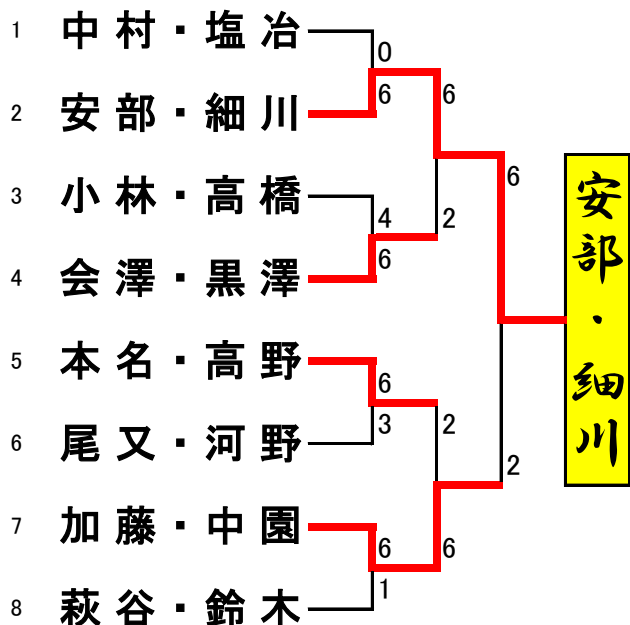 1 中村・塩冶
0
6
6
2 安部・細川
6
3 小林・高橋
4
2
6
4 会澤・黒澤
安部・細川
5 本名・高野
6
3
2
6 尾又・河野
2
7 加藤・中園
6
6
1
8 萩谷・鈴木